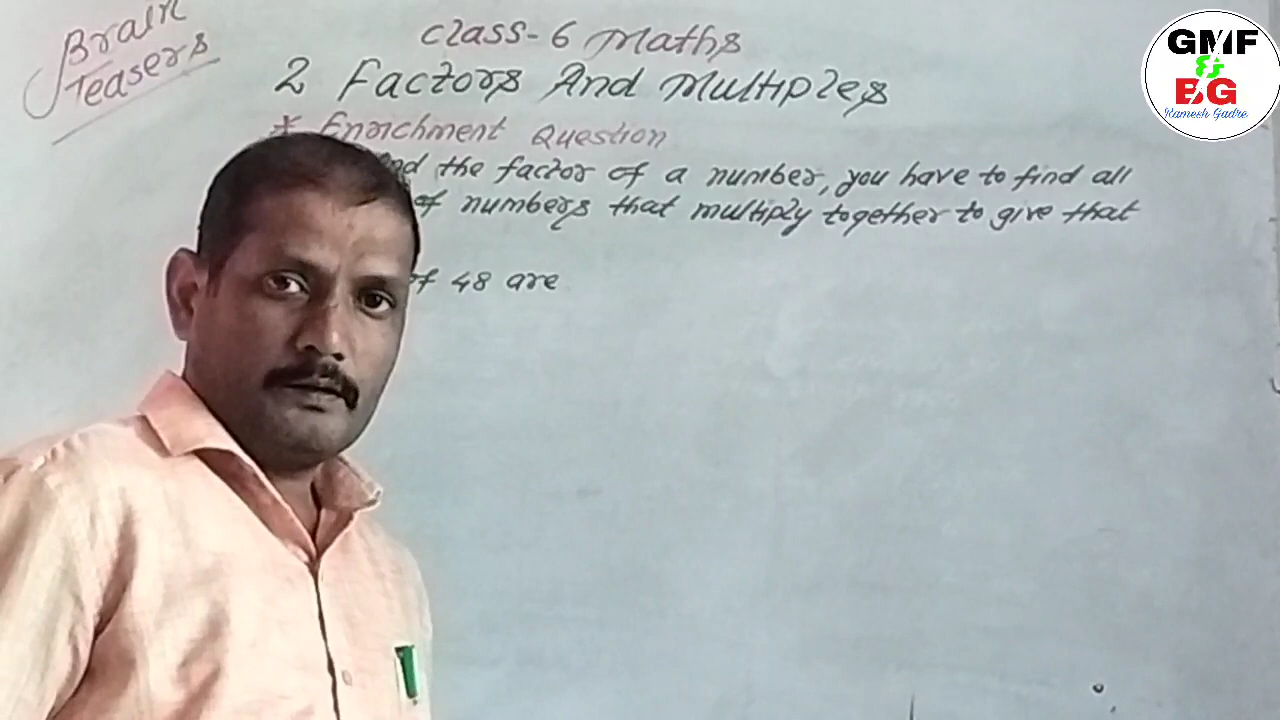 Brain
Teasers
Class-6 Maths
2 Factors And Multiples
* Enrichment Question
the factor of a number, you have to find all
of numbers that multiply together to give that
of 48 are
GMF
&
BG
Ramesh Gadre